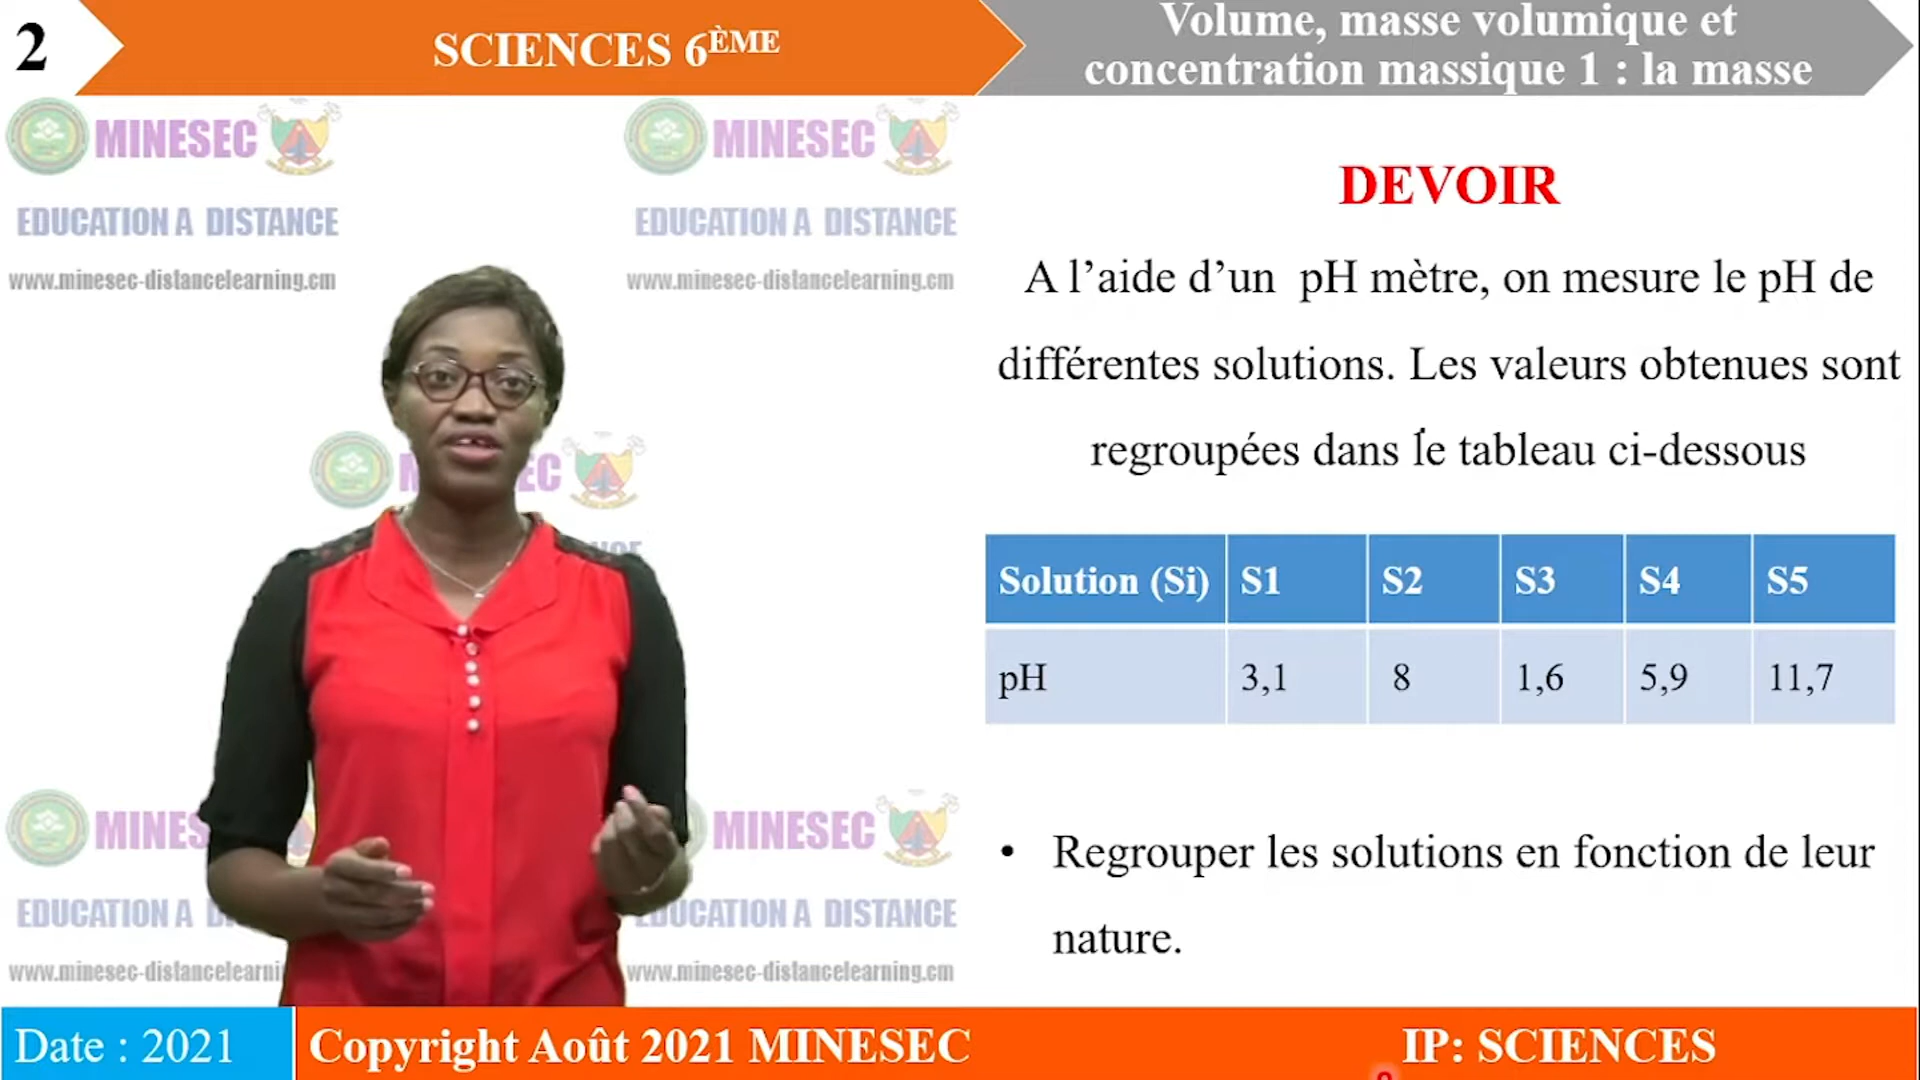 2
SCIENCES 6ÈME
Volume, masse volumique et
concentration massique 1 : la masse
MINESEC
EDUCATION A DISTANCE
www.minesec-distancelearning.cm
MINESEC
EDUCATION A DISTANCE
www.minesec-distancelearning.cm
DEVOIR
A l’aide d’un pH mètre, on mesure le pH de
différentes solutions. Les valeurs obtenues sont
regroupées dans le tableau ci-dessous
Solution (Si) S1 S2 S3 S4 S5
pH 3,1 8 1,6 5,9 11,7
• Regrouper les solutions en fonction de leur
nature.
MINESEC
EDUCATION A DISTANCE
www.minesec-distancelearning.cm
Date : 2021
Copyright Août 2021 MINESEC
IP: SCIENCES